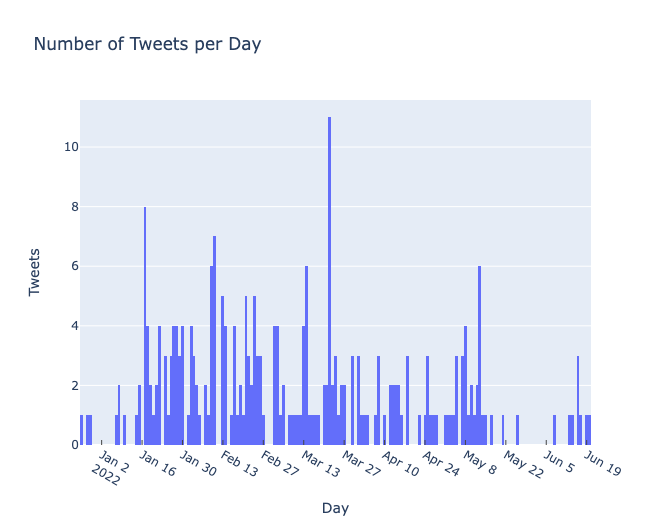 Number of Tweets per Day
Tweets
10
8
6
4
2
0
Jan 2
2022
Jan 16
Jan 30
Feb 13
Feb 27
Mar 13
Mar 27
Apr 10
Apr 24
May 8
May 22
Jun 5
Jun 19
Day